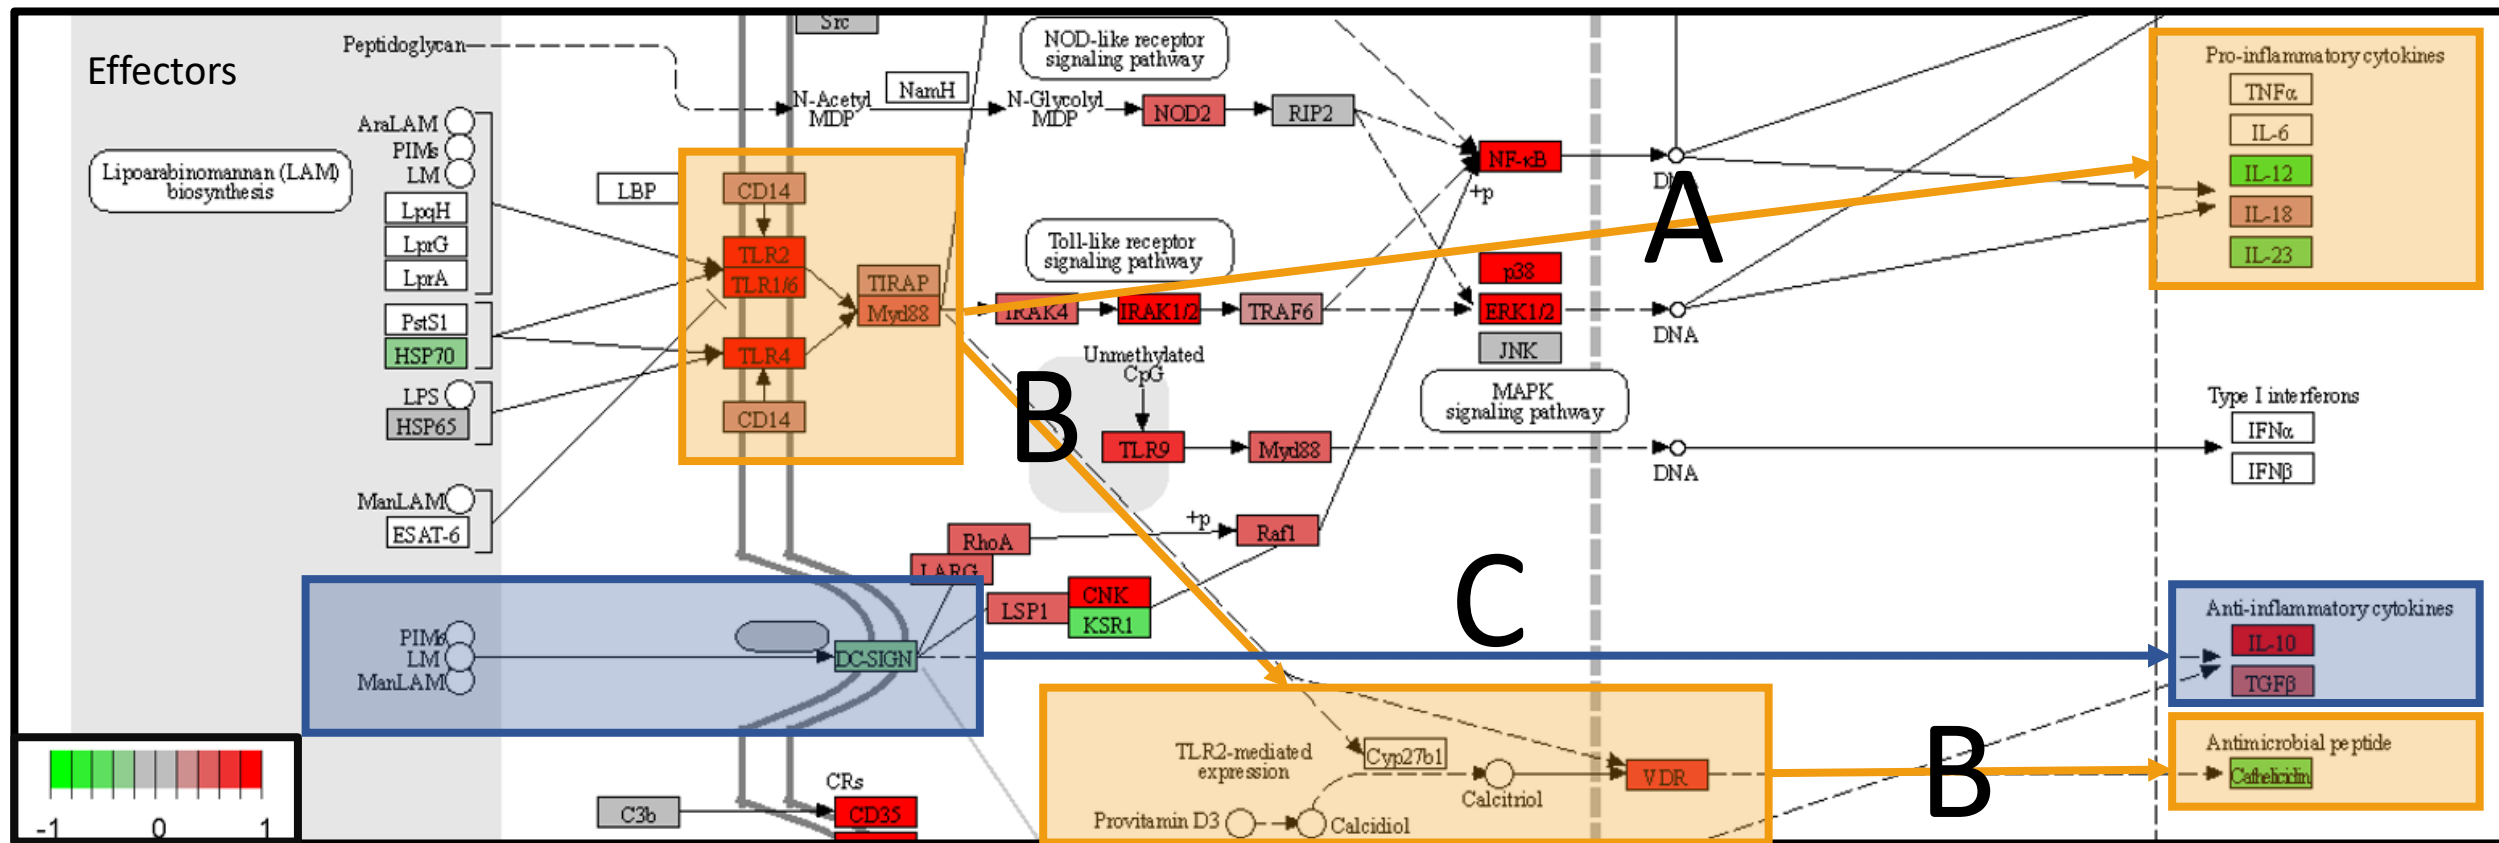 Effectors
Peptidoglycan
Src
NamH
N-Acetyl
MDP
N-Glycolyl
MDP
NOD-like receptor
signaling pathway
NOD2
RIP2
AraLAM
PIMs
LM
Lipoarabinomannan (LAM)
biosynthesis
LpqH
LprG
LprA
PstS1
HSP70
LPS
HSP65
ManLAM
ESAT-6
LBP
CD14
TLR2
TLR1/6
TIRAP
Myd88
TLR4
CD14
Toll-like receptor
signaling pathway
IRAK4
IRAK1/2
TRAF6
NF-κB
+p
p38
ERK1/2
JNK
MAPK
signaling pathway
DNA
A
DNA
DNA
Unmethylated
CpG
TLR9
Myd88
B
Pro-inflammatory cytokines
TNFα
IL-6
IL-12
IL-18
IL-23
Type I interferons
IFNα
IFNβ
RhoA
LARG
+p
Raf1
LSP1
CNK
KSR1
C
PIMs
LM
ManLAM
DC-SIGN
Anti-inflammatory cytokines
IL-10
TGFβ
TLR2-mediated
expression
Cyp27b1
Calcitriol
VDR
Provitamin D3
Calcidiol
B
Antimicrobial peptide
Cathelicidin
CRs
C3b
CD35
-1 0 1